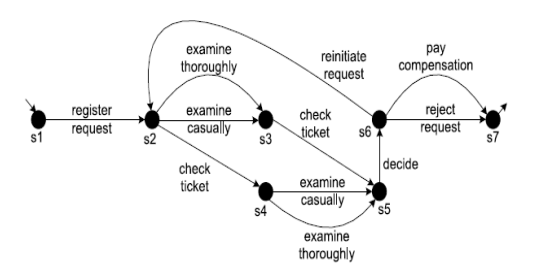 examine
thoroughly
reinitiate
request
pay
compensation
register
request
examine
casually
check
ticket
reject
request
s1
s2
s3
s6
s7
check
ticket
decide
examine
casually
s4
s5
examine
thoroughly